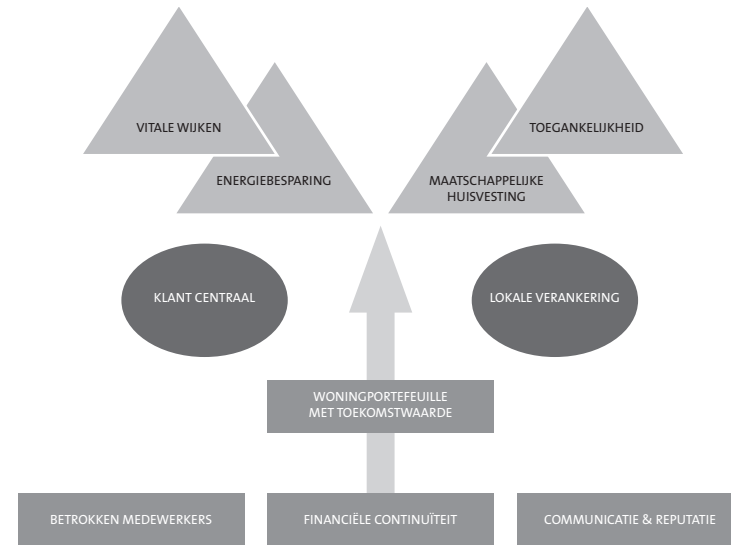 VITALE WIJKEN
TOEGANKELIJKHEID
ENERGIEBESPARING
MAATSCHAPPELIJKE
HUISVESTING
KLANT CENTRAAL
LOKALE VERANKERING
WONINGPORTEFEUILLE
MET TOEKOMSTWAARDE
BETROKKEN MEDEWERKERS
FINANCIËLE CONTINUÏTEIT
COMMUNICATIE & REPUTATIE